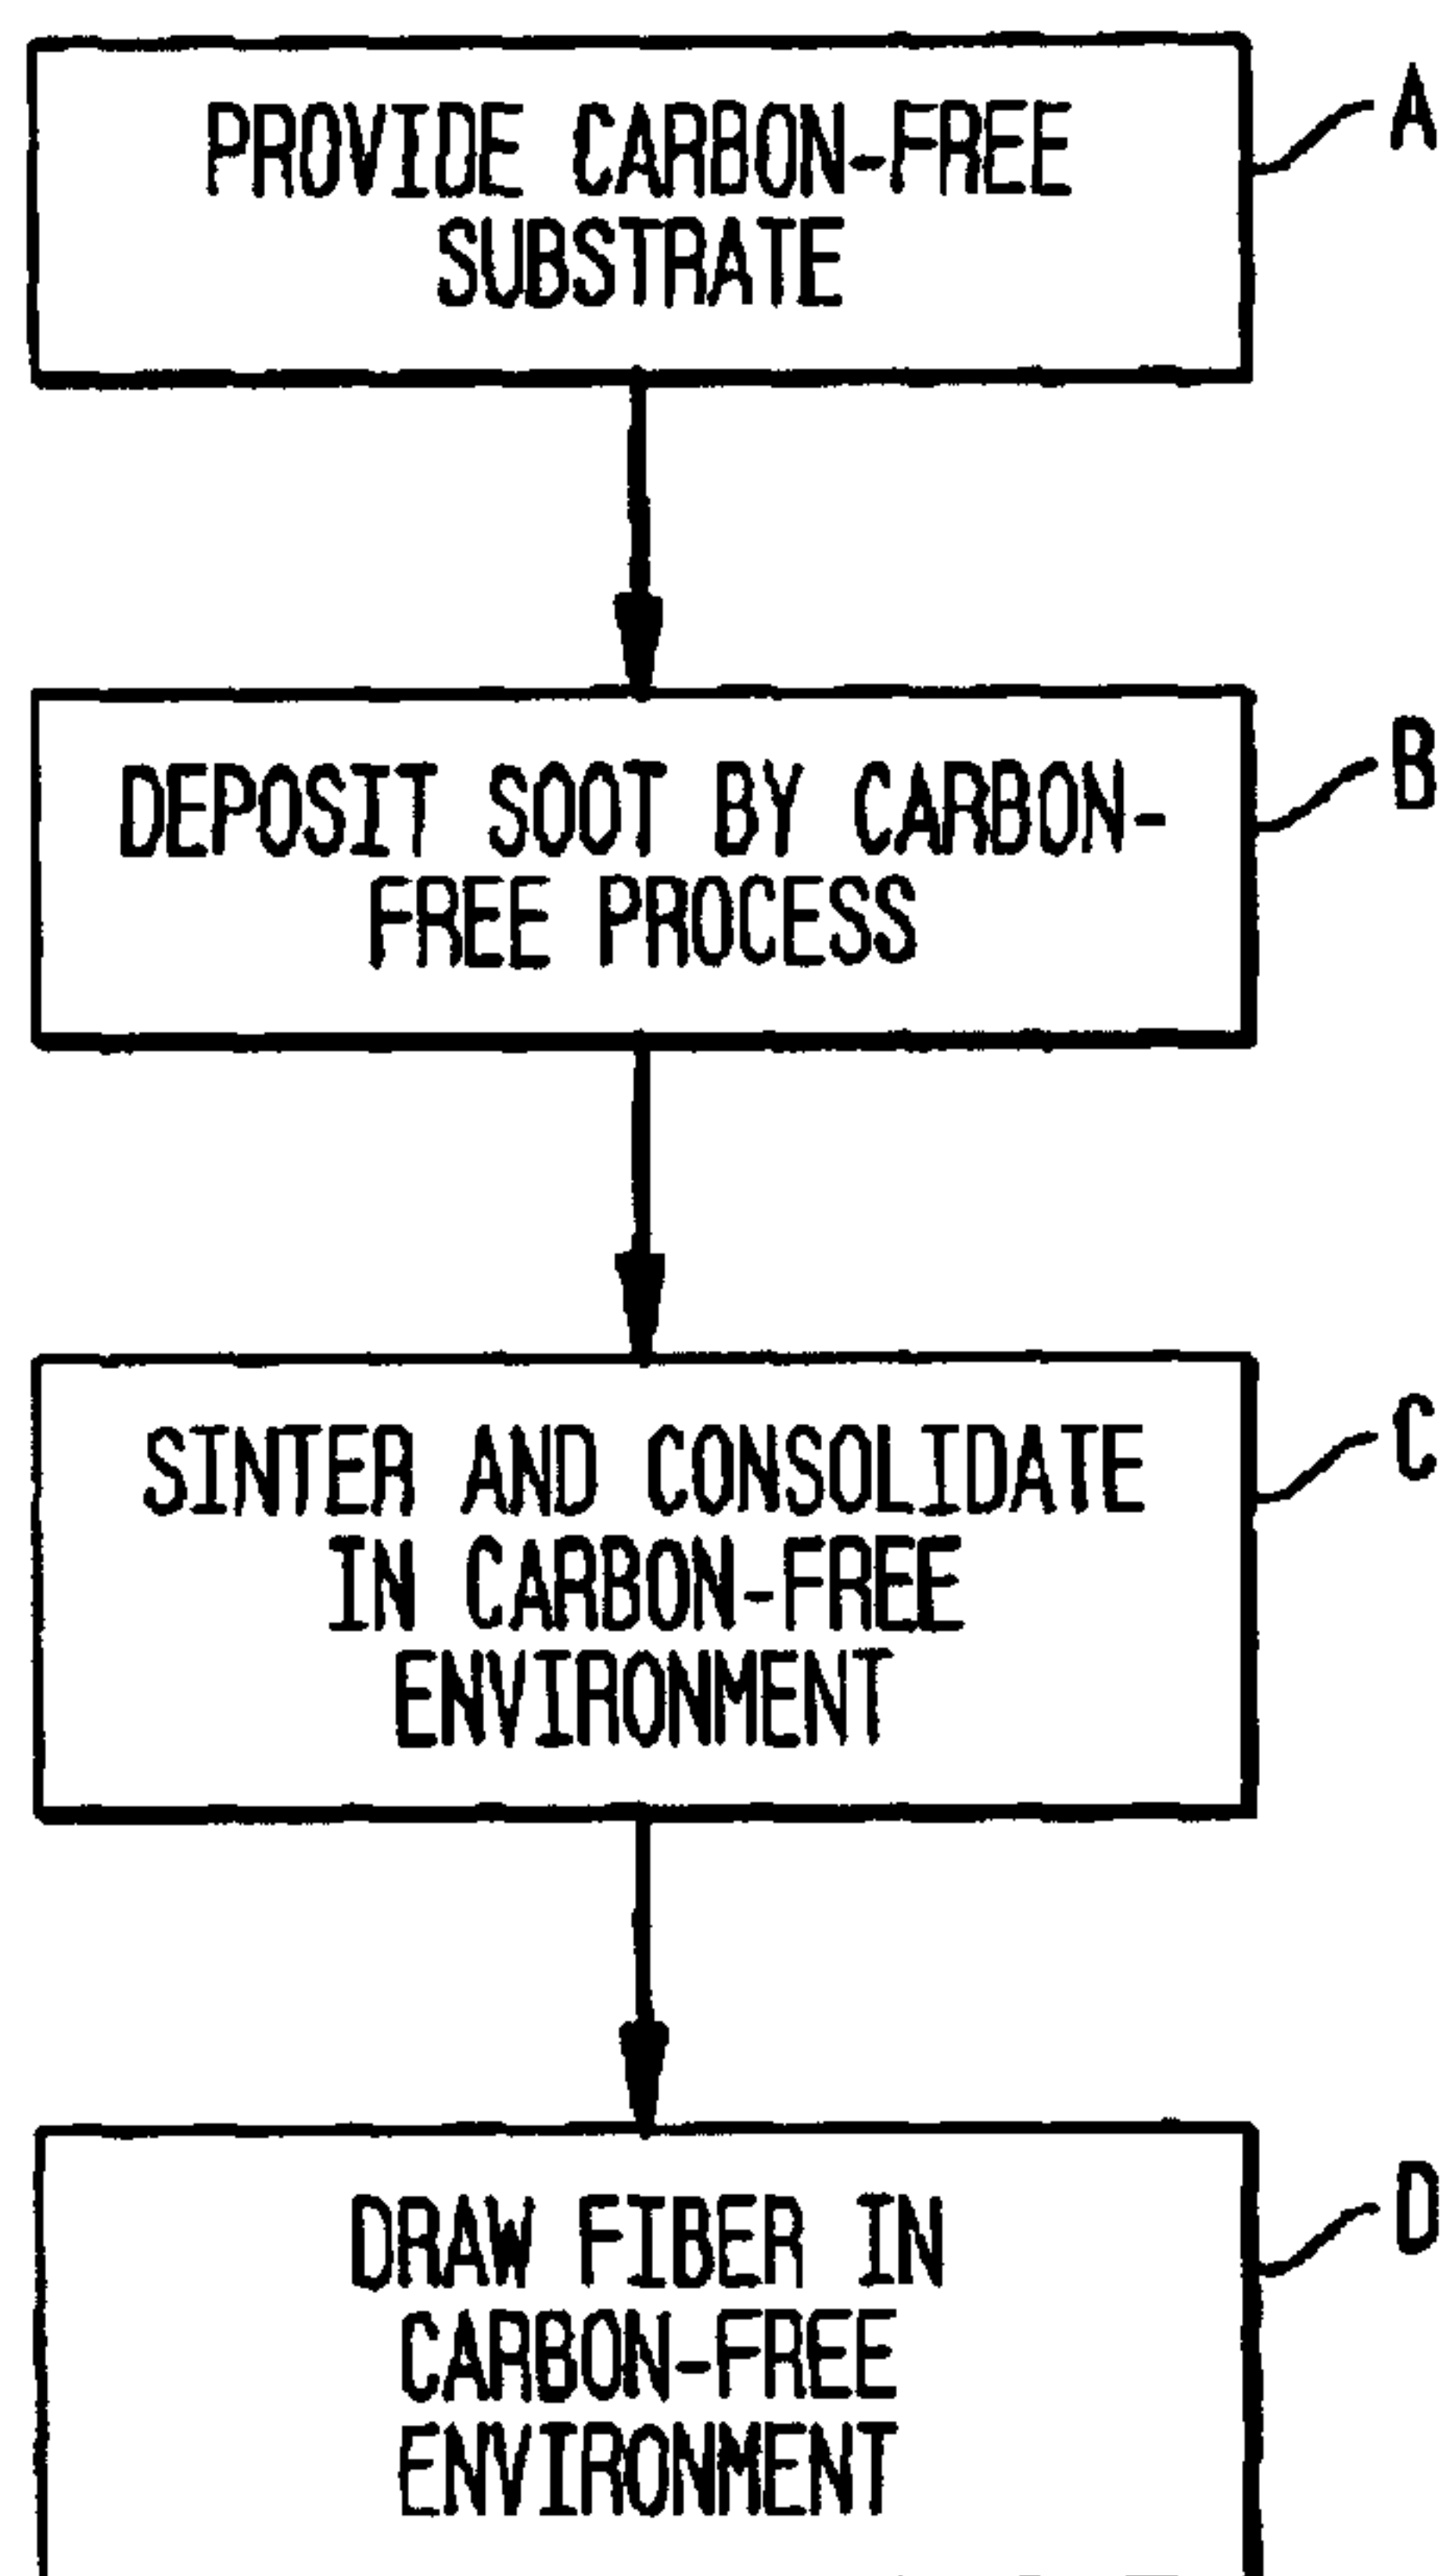 PROVIDE CARBON-FREE
SUBSTRATE
A
DEPOSIT SOOT BY CARBON-
FREE PROCESS
B
SINTER AND CONSOLIDATE
IN CARBON-FREE
ENVIRONMENT
C
DRAW FIBER IN
CARBON-FREE
ENVIRONMENT
D